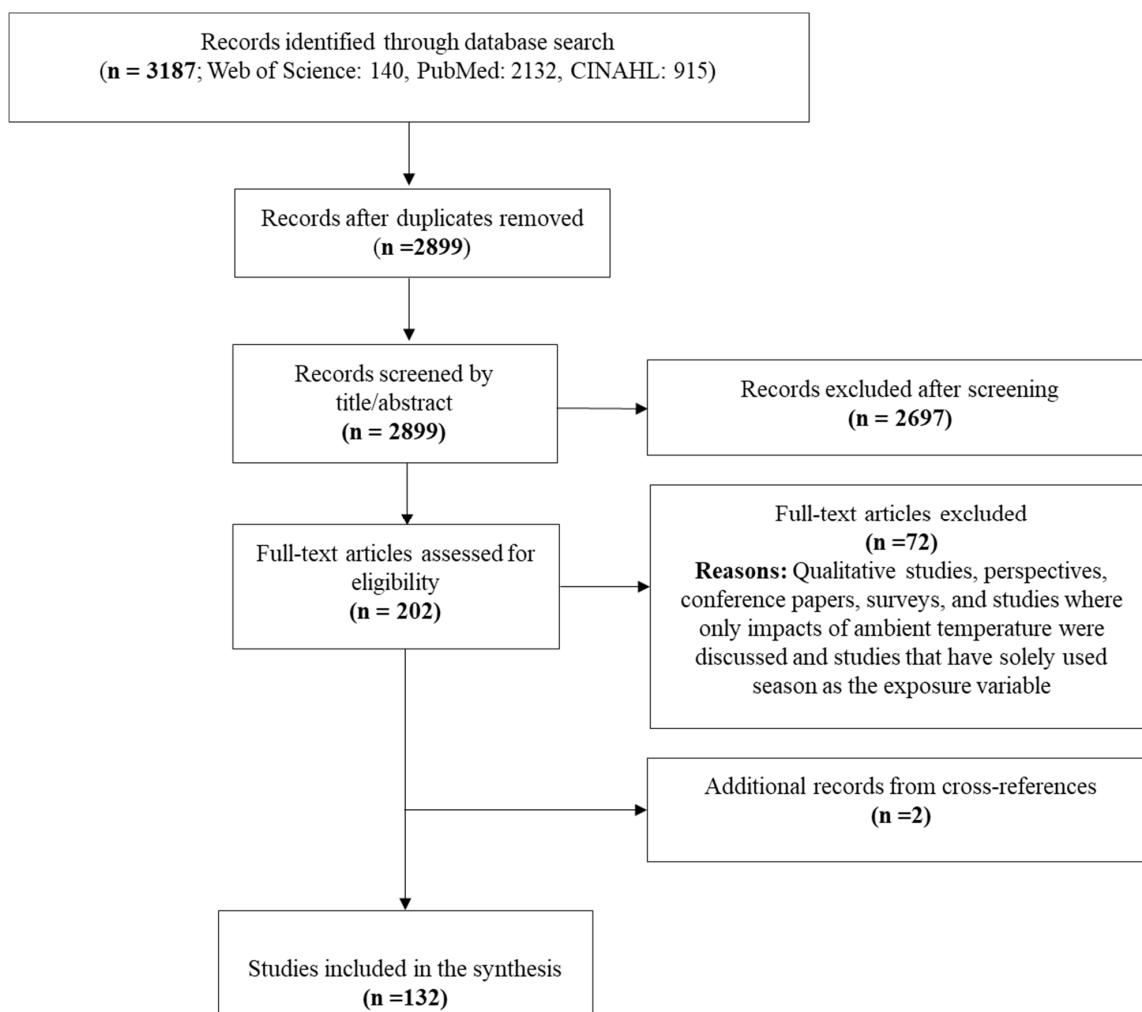 Records identified through database search
(n = 3187; Web of Science: 140, PubMed: 2132, CINAHL: 915)
Records after duplicates removed
(n =2899)
Records screened by
title/abstract
(n = 2899)
Records excluded after screening
(n = 2697)
Full-text articles assessed for
eligibility
(n = 202)
Full-text articles excluded
(n =72)
Reasons: Qualitative studies, perspectives,
conference papers, surveys, and studies where
only impacts of ambient temperature were
discussed and studies that have solely used
season as the exposure variable
Additional records from cross-references
(n =2)
Studies included in the synthesis
(n =132)